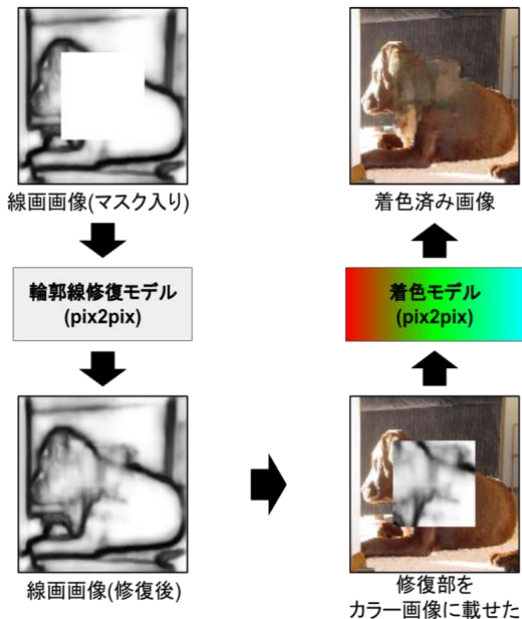 線画画像(マスク入り)
輪郭線修復モデル
(pix2pix)
線画画像(修復後)
修復部を
カラー画像に載せた
着色モデル
(pix2pix)
着色済み画像